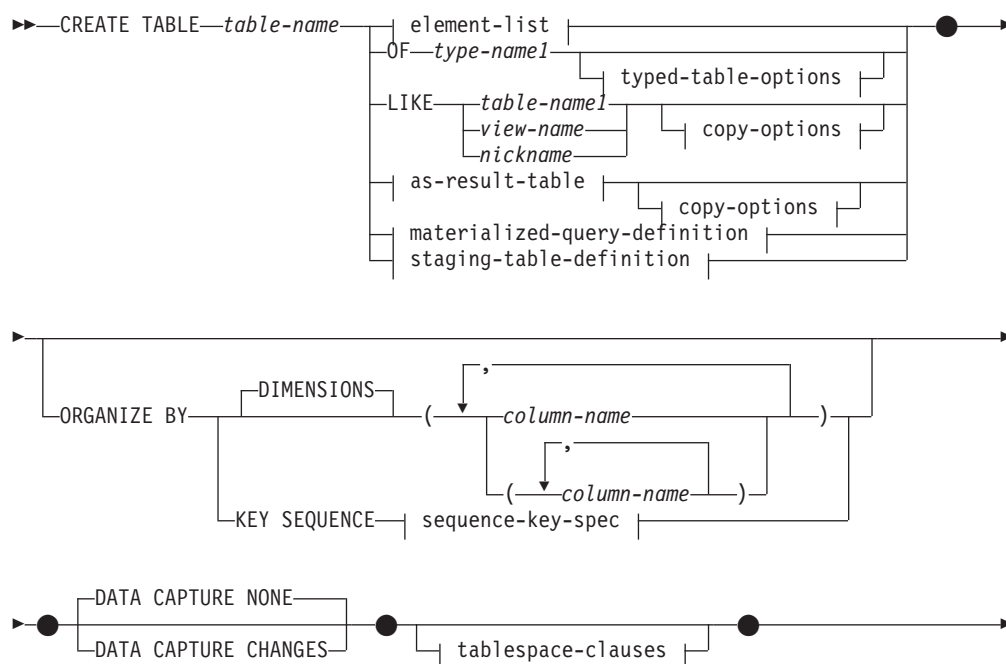 CREATE TABLE table-name element-list
OF type-name1
typed-table-options
LIKE table-name1
view-name copy-options
nickname
as-result-table
copy-options
materialized-query-definition
staging-table-definition
,
DIMENSIONS
ORGANIZE BY ( column-name )
,
( column-name )
KEY SEQUENCE sequence-key-spec
DATA CAPTURE NONE
DATA CAPTURE CHANGES tablespace-clauses